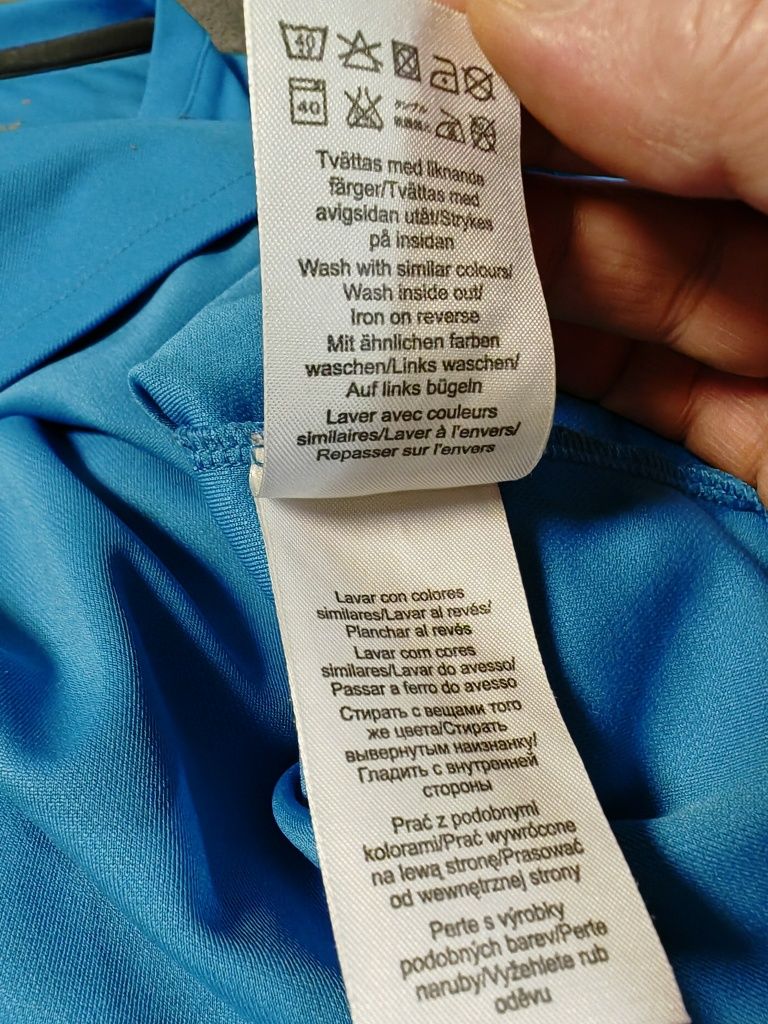 40
40
Tvättas med liknande
färger/Tvättas med
avigsidan utåt/Strykes
på insidan
Wash with similar colours/
Wash inside out/
Iron on reverse
Mit ähnlichen farben
waschen/Links waschen/
Auf links bügeln
Laver avec couleurs
similaires/Laver à l'envers/
Repasser sur l'envers
Lavar con colores
similares/Lavar al revés/
Planchar al revés
Lavar com cores
similares/Lavar do avesso/
Passar a ferro do avesso
Стирать с вещами того
же цвета/Стирать
вывернутым наизнанку/
Гладить с внутренней
стороны
Prać z podobnymi
kolorami/Prać wywrócone
na lewą stronę/Prasować
od wewnętrznej strony
Perte s výrobky
podobných barev/Perte
naruby/Vyžehlete rub
oděvu